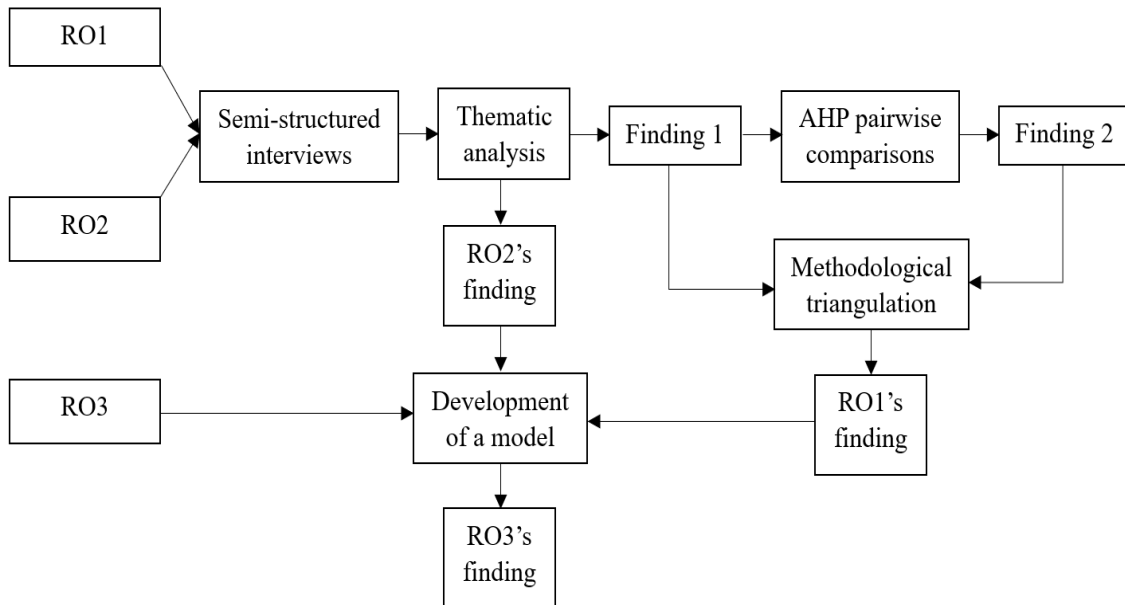 RO1
Semi-structured
interviews
Thematic
analysis
Finding 1
AHP pairwise
comparisons
Finding 2
RO2
RO2’s
finding
Methodological
triangulation
RO3
Development
of a model
RO1’s
finding
RO3’s
finding